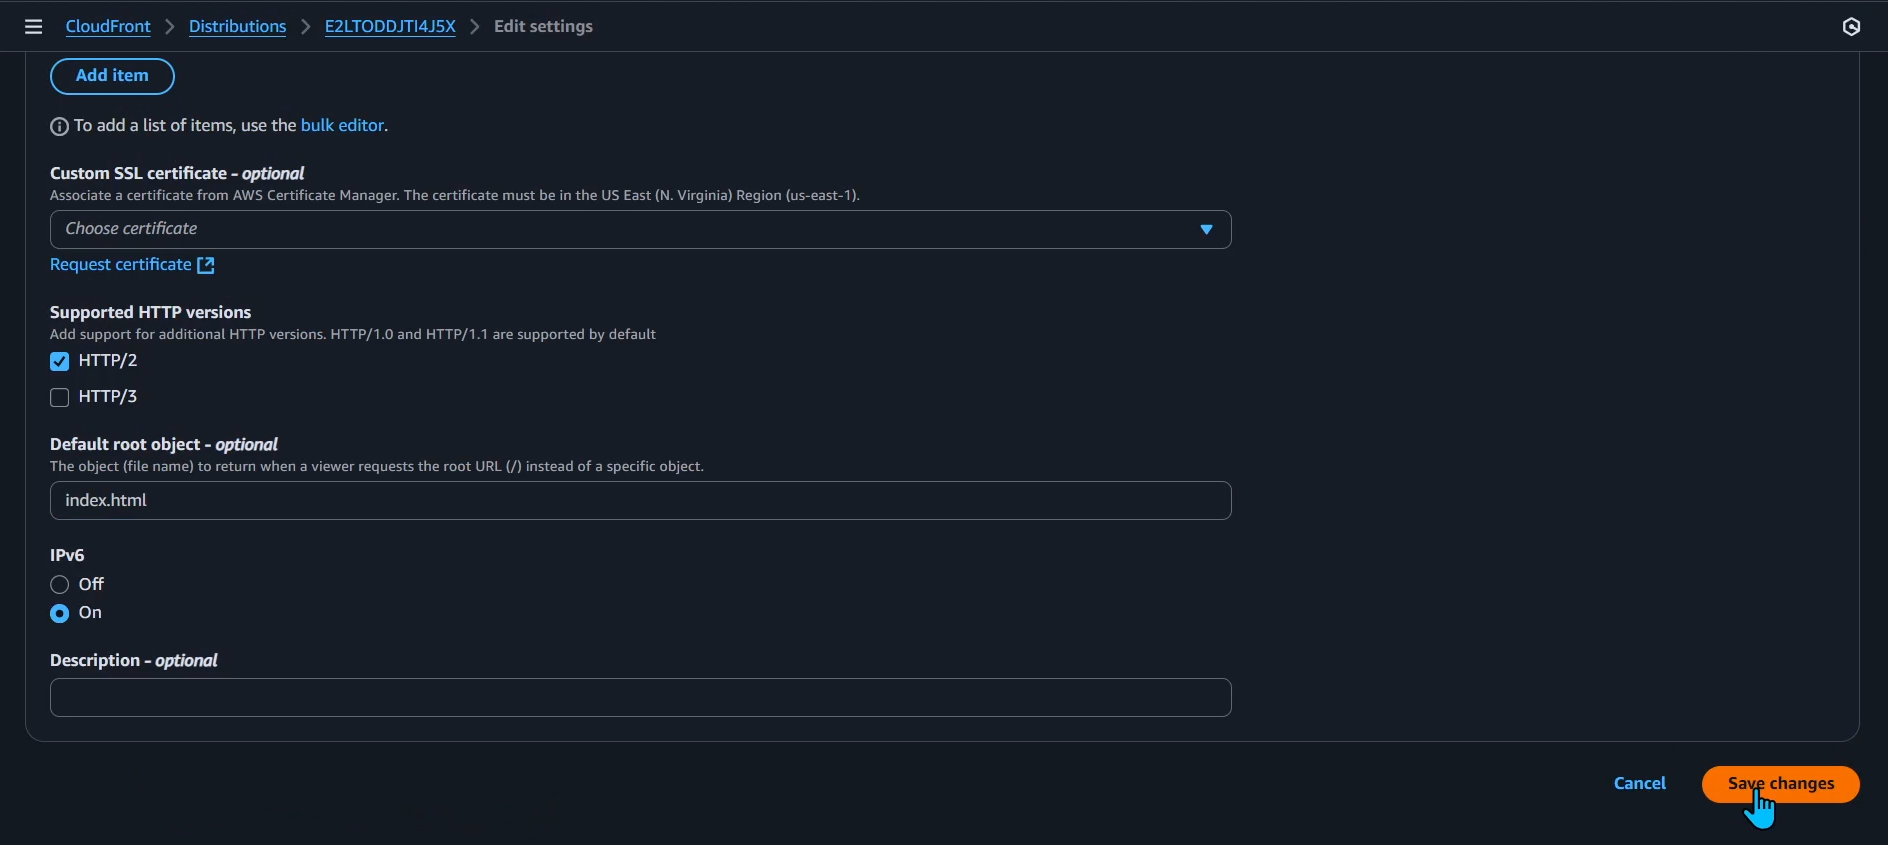 CloudFront > Distributions > E2LTODDJTI4J5X > Edit settings
Add item
To add a list of items, use the bulk editor.
Custom SSL certificate - optional
Associate a certificate from AWS Certificate Manager. The certificate must be in the US East (N. Virginia) Region (us-east-1).
Choose certificate
Request certificate
Supported HTTP versions
Add support for additional HTTP versions. HTTP/1.0 and HTTP/1.1 are supported by default
HTTP/2
HTTP/3
Default root object - optional
The object (file name) to return when a viewer requests the root URL (/) instead of a specific object.
index.html
IPv6
Off
On
Description - optional
Cancel
Save changes